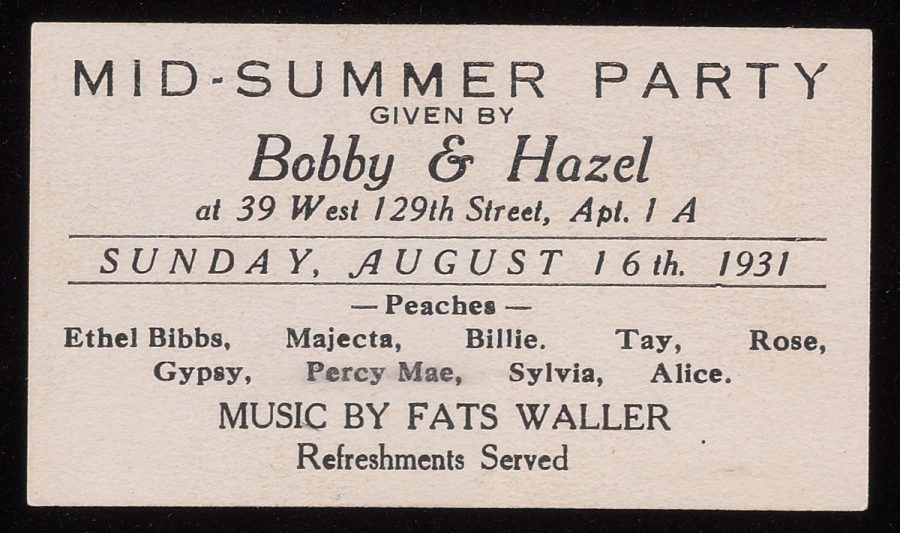 MID-SUMMER PARTY
GIVEN BY
Bobby & Hazel
at 39 West 129th Street, Apt. 1 A
SUNDAY, AUGUST 16th. 1931
— Peaches —
Ethel Bibbs, Majecta, Billie. Tay, Rose,
Gypsy, Percy Mae, Sylvia, Alice.
MUSIC BY FATS WALLER
Refreshments Served